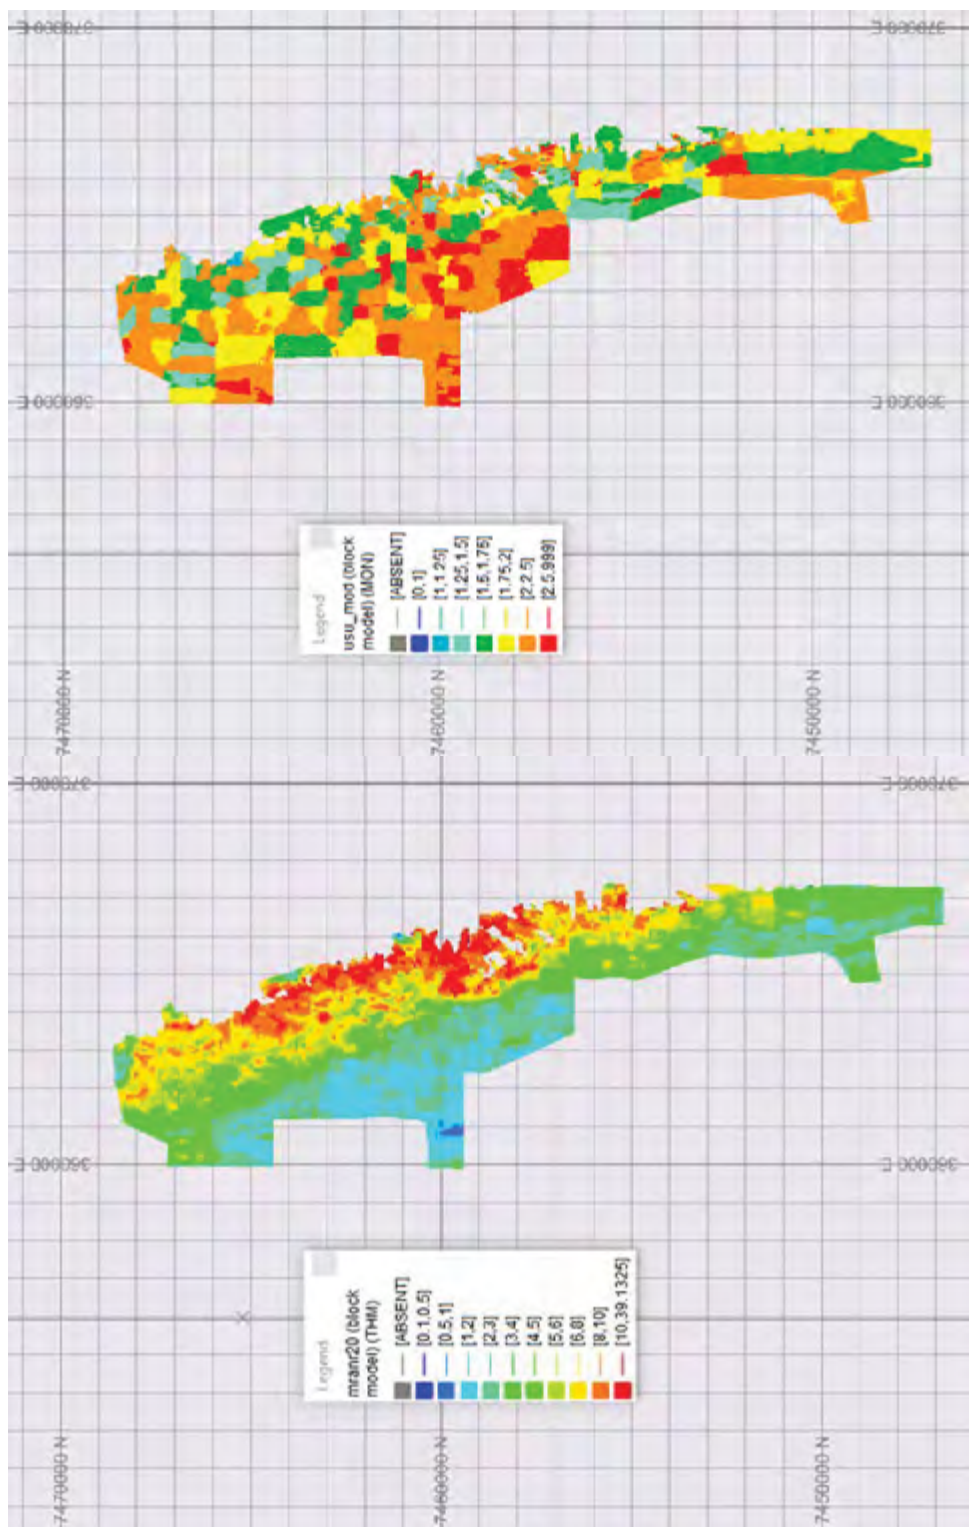 370000 E
370000 E
360000 E
360000 E
Legend
usu_mod (block
model) (MON)
[ABSENT]
[0,1]
[1,1.25]
[1.25,1.5]
[1.5,1.75]
[1.75,2]
[2,2.5]
[2.5,999]
7470000 N
7460000 N
7450000 N
370000 E
370000 E
360000 E
360000 E
Legend
mranr20 (block
model) (THM)
[ABSENT]
[0.1,0.5]
[0.5,1]
[1,2]
[2,3]
[3,4]
[4,5]
[5,6]
[6,8]
[8,10]
[10,39.1325]
7470000 N
7460000 N
7450000 N